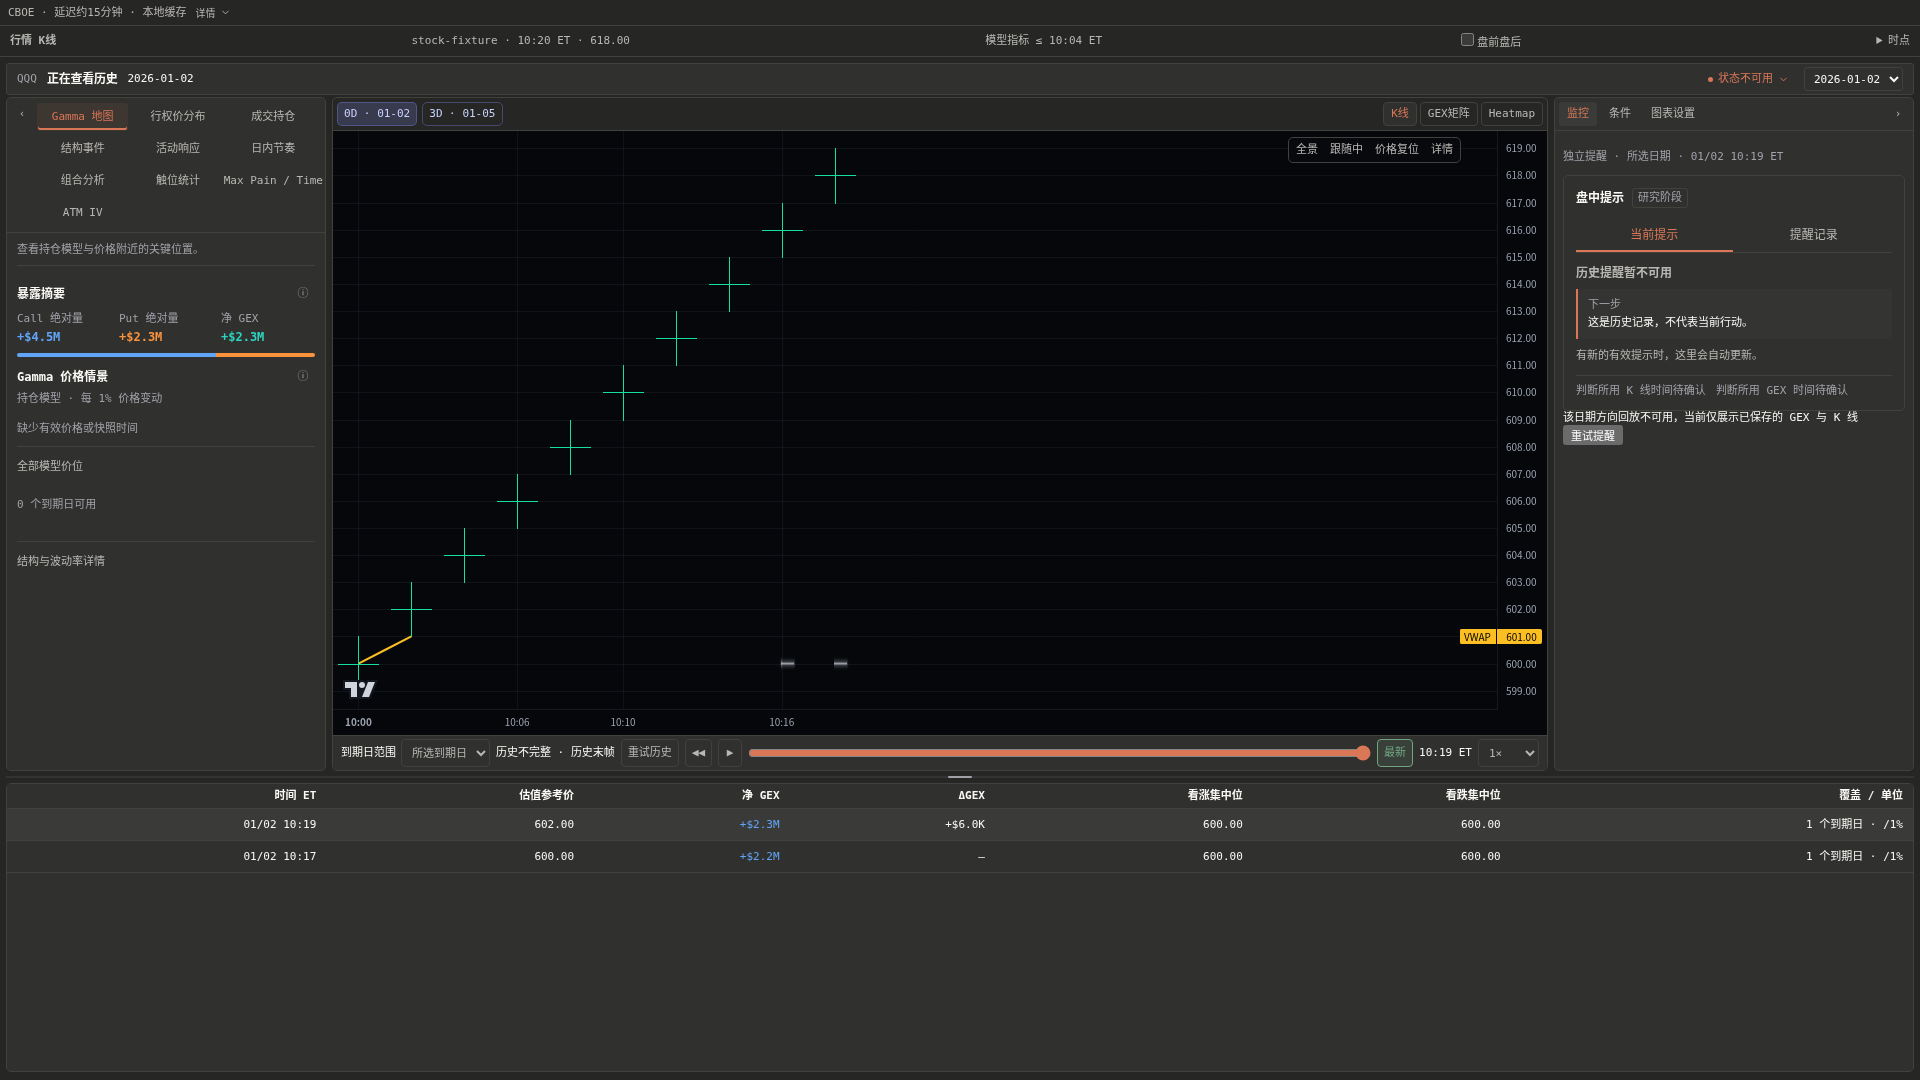 CBOE · 延迟约15分钟 · 本地缓存 详情
行情 K线 stock-fixture · 10:20 ET · 618.00 模型指标 ≤ 10:04 ET 盘前盘后 ▶ 时点
QQQ 正在查看历史 2026-01-02 状态不可用 2026-01-02
‹ Gamma 地图 行权价分布 成交持仓
结构事件 活动响应 日内节奏
组合分析 触位统计 Max Pain / Time
ATM IV
查看持仓模型与价格附近的关键位置。
暴露摘要 ⓘ
Call 绝对量 Put 绝对量 净 GEX
+$4.5M +$2.3M +$2.3M
Gamma 价格情景 ⓘ
持仓模型 · 每 1% 价格变动
缺少有效价格或快照时间
全部模型价位
0 个到期日可用
结构与波动率详情
0D · 01-02 3D · 01-05 K线 GEX矩阵 Heatmap
全景 跟随中 价格复位 详情
619.00
618.00
617.00
616.00
615.00
614.00
613.00
612.00
611.00
610.00
609.00
608.00
607.00
606.00
605.00
604.00
603.00
602.00
VWAP 601.00
600.00
599.00
10:00 10:06 10:10 10:16
到期日范围 所选到期日 历史不完整 · 历史末帧 重试历史 ◀◀ ▶ 最新 10:19 ET 1×
监控 条件 图表设置 ›
独立提醒 · 所选日期 · 01/02 10:19 ET
盘中提示 研究阶段
当前提示 提醒记录
历史提醒暂不可用
下一步
这是历史记录，不代表当前行动。
有新的有效提示时，这里会自动更新。
判断所用 K 线时间待确认 判断所用 GEX 时间待确认
该日期方向回放不可用，当前仅展示已保存的 GEX 与 K 线
重试提醒
时间 ET 估值参考价 净 GEX ΔGEX 看涨集中位 看跌集中位 覆盖 / 单位
01/02 10:19 602.00 +$2.3M +$6.0K 600.00 600.00 1 个到期日 · /1%
01/02 10:17 600.00 +$2.2M — 600.00 600.00 1 个到期日 · /1%